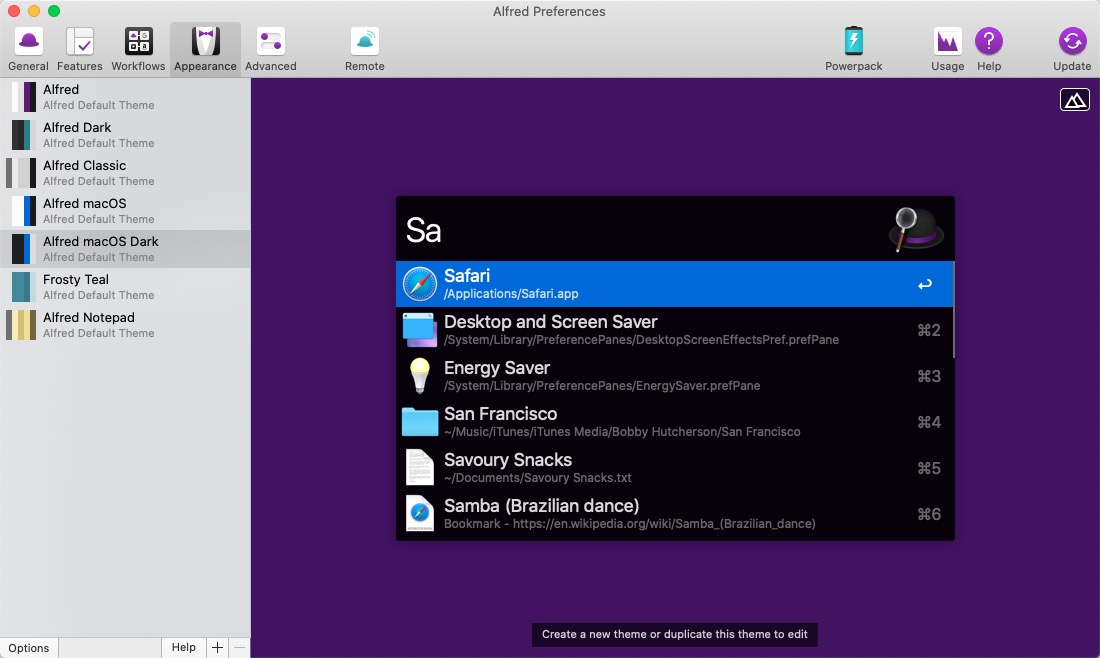 Alfred Preferences
General
Features
Workflows
Appearance
Advanced
Remote
Powerpack
Usage
Help
Update
Alfred
Alfred Default Theme
Alfred Dark
Alfred Default Theme
Alfred Classic
Alfred Default Theme
Alfred macOS
Alfred Default Theme
Alfred macOS Dark
Alfred Default Theme
Frosty Teal
Alfred Default Theme
Alfred Notepad
Alfred Default Theme
Sa
Safari
/Applications/Safari.app
↩
Desktop and Screen Saver
/System/Library/PreferencePanes/DesktopScreenEffectsPref.prefPane
⌘2
Energy Saver
/System/Library/PreferencePanes/EnergySaver.prefPane
⌘3
San Francisco
~/Music/iTunes/iTunes Media/Bobby Hutcherson/San Francisco
⌘4
Savoury Snacks
~/Documents/Savoury Snacks.txt
⌘5
Samba (Brazilian dance)
Bookmark - https://en.wikipedia.org/wiki/Samba_(Brazilian_dance)
⌘6
Create a new theme or duplicate this theme to edit
Options
Help
+
−